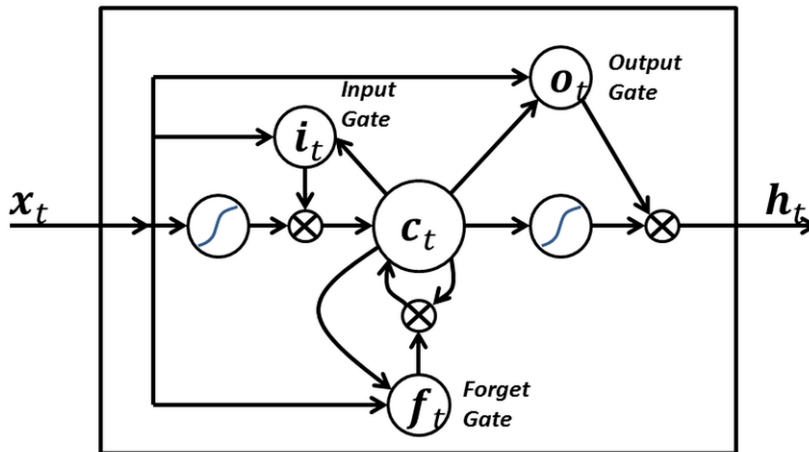 o_t
Output
Gate
Input
Gate
i_t
x_t
c_t
h_t
f_t
Forget
Gate